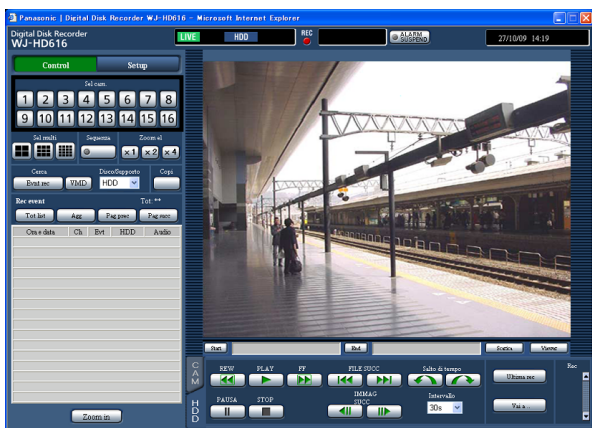 Panasonic | Digital Disk Recorder WJ-HD616 - Microsoft Internet Explorer
Digital Disk Recorder
WJ-HD616
LIVE HDD REC ALARM SUSPEND 27/10/09 14:19
Control Setup
Sel cam.
1 2 3 4 5 6 7 8
9 10 11 12 13 14 15 16
Sel multi Sequenza Zoom el
x1 x2 x4
Cerca Disco/Supporto Copi
Evnt rec VMD HDD
Rec event Tot. **
Tot list Agg Pag prec Pag succ
Ora e data Ch Evt HDD Audio
Zoom in
Start End Scarica Viewer
CAM
HDD
REW PLAY FF FILE SUCC Salto di tempo
Ultima rec
Rec
PAUSA STOP IMMAG SUCC Intervallo
30s
Vai a